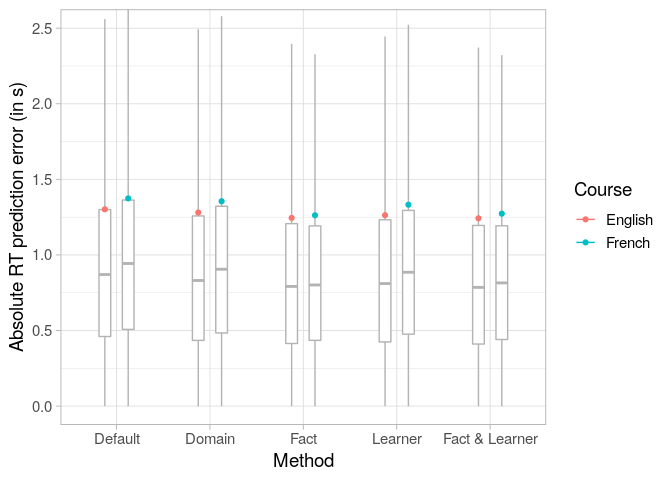 Absolute RT prediction error (in s)
2.5
2.0
1.5
1.0
0.5
0.0
Default Domain Fact Learner Fact & Learner
Method
Course
English
French